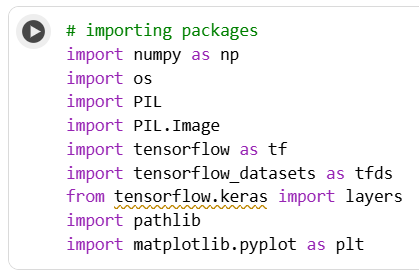 # importing packages
import numpy as np
import os
import PIL
import PIL.Image
import tensorflow as tf
import tensorflow_datasets as tfds
from tensorflow.keras import layers
import pathlib
import matplotlib.pyplot as plt